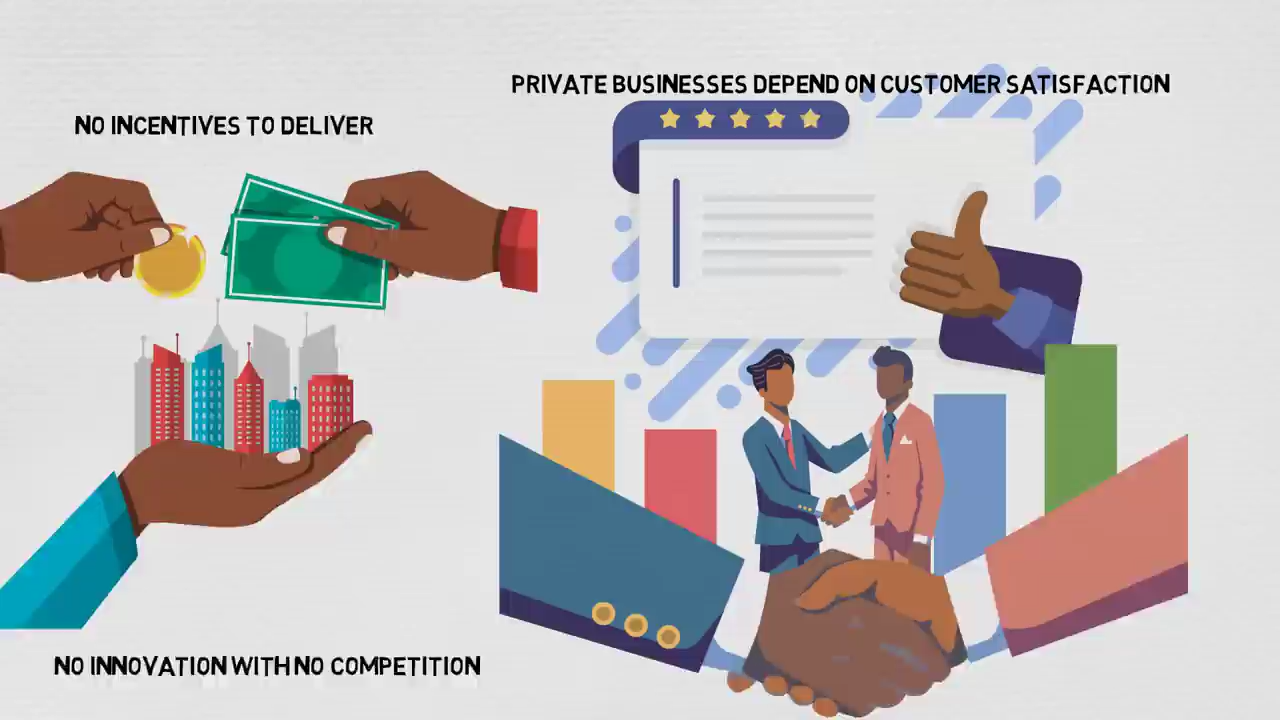 PRIVATE BUSINESSES DEPEND ON CUSTOMER SATISFACTION
NO INCENTIVES TO DELIVER
NO INNOVATION WITH NO COMPETITION